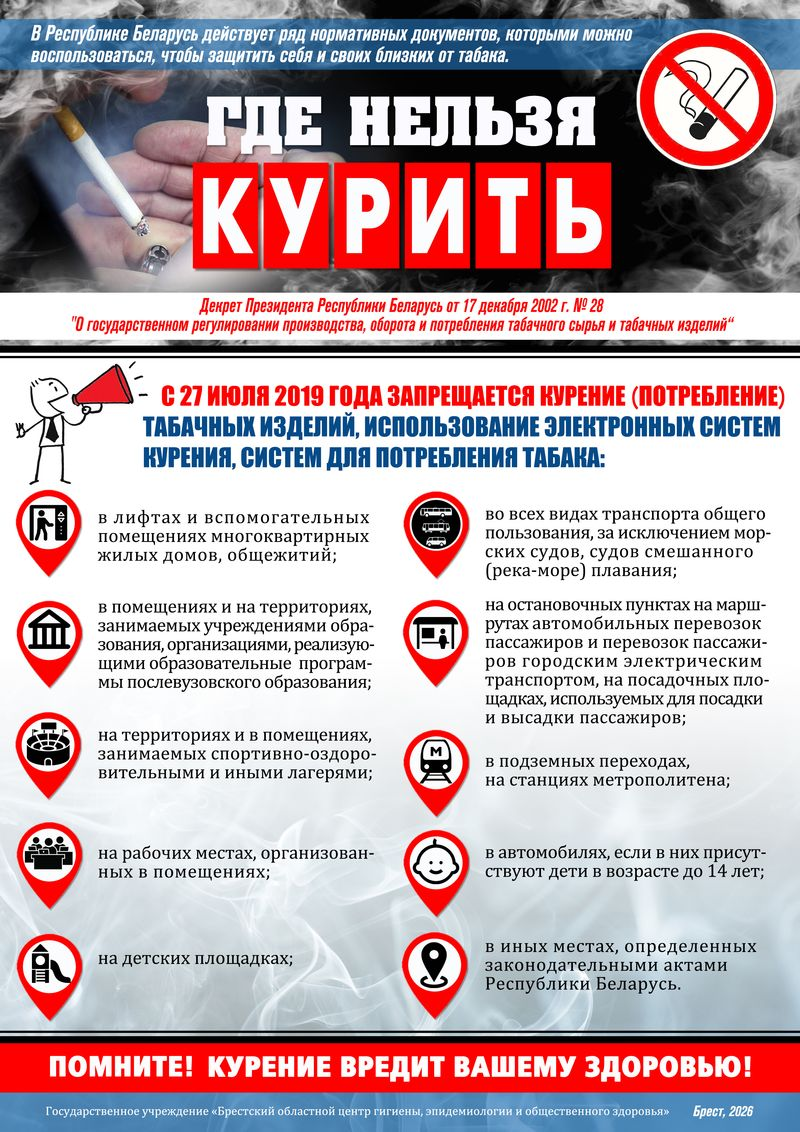 В Республике Беларусь действует ряд нормативных документов, которыми можно
воспользоваться, чтобы защитить себя и своих близких от табака.
ГДЕ НЕЛЬЗЯ
КУРИТЬ
Декрет Президента Республики Беларусь от 17 декабря 2002 г. № 28
"О государственном регулировании производства, оборота и потребления табачного сырья и табачных изделий“
С 27 ИЮЛЯ 2019 ГОДА ЗАПРЕЩАЕТСЯ КУРЕНИЕ (ПОТРЕБЛЕНИЕ)
ТАБАЧНЫХ ИЗДЕЛИЙ, ИСПОЛЬЗОВАНИЕ ЭЛЕКТРОННЫХ СИСТЕМ
КУРЕНИЯ, СИСТЕМ ДЛЯ ПОТРЕБЛЕНИЯ ТАБАКА:
в лифтах и вспомогательных
помещениях многоквартирных
жилых домов, общежитий;
в помещениях и на территориях,
занимаемых учреждениями обра-
зования, организациями, реализую-
щими образовательные програм-
мы послевузовского образования;
на территориях и в помещениях,
занимаемых спортивно-оздоро-
вительными и иными лагерями;
на рабочих местах, организован-
ных в помещениях;
на детских площадках;
во всех видах транспорта общего
пользования, за исключением мор-
ских судов, судов смешанного
(река-море) плавания;
на остановочных пунктах на марш-
рутах автомобильных перевозок
пассажиров и перевозок пассажи-
ров городским электрическим
транспортом, на посадочных пло-
щадках, используемых для посадки
и высадки пассажиров;
М
в подземных переходах,
на станциях метрополитена;
в автомобилях, если в них присут-
ствуют дети в возрасте до 14 лет;
в иных местах, определенных
законодательными актами
Республики Беларусь.
ПОМНИТЕ! КУРЕНИЕ ВРЕДИТ ВАШЕМУ ЗДОРОВЬЮ!
Государственное учреждение «Брестский областной центр гигиены, эпидемиологии и общественного здоровья» Брест, 2026